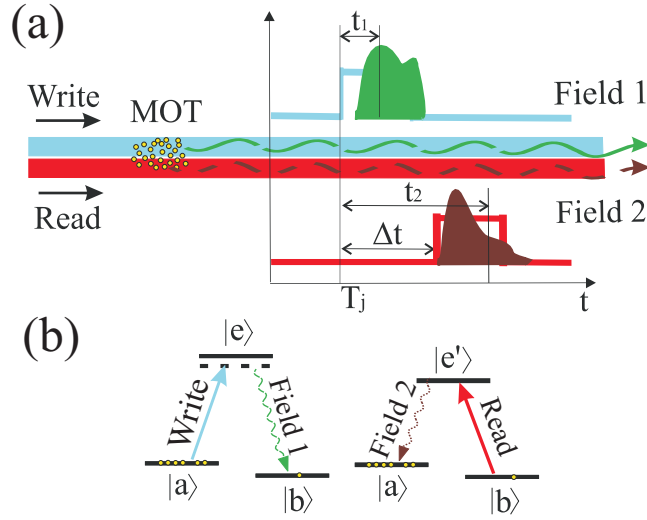 (a)
t₁
Write
MOT
Field 1
t₂
Read
Field 2
Δt
Tⱼ
t
(b)
|e⟩
|e'⟩
Write
Field 1
Field 2
Read
|a⟩
|b⟩
|a⟩
|b⟩